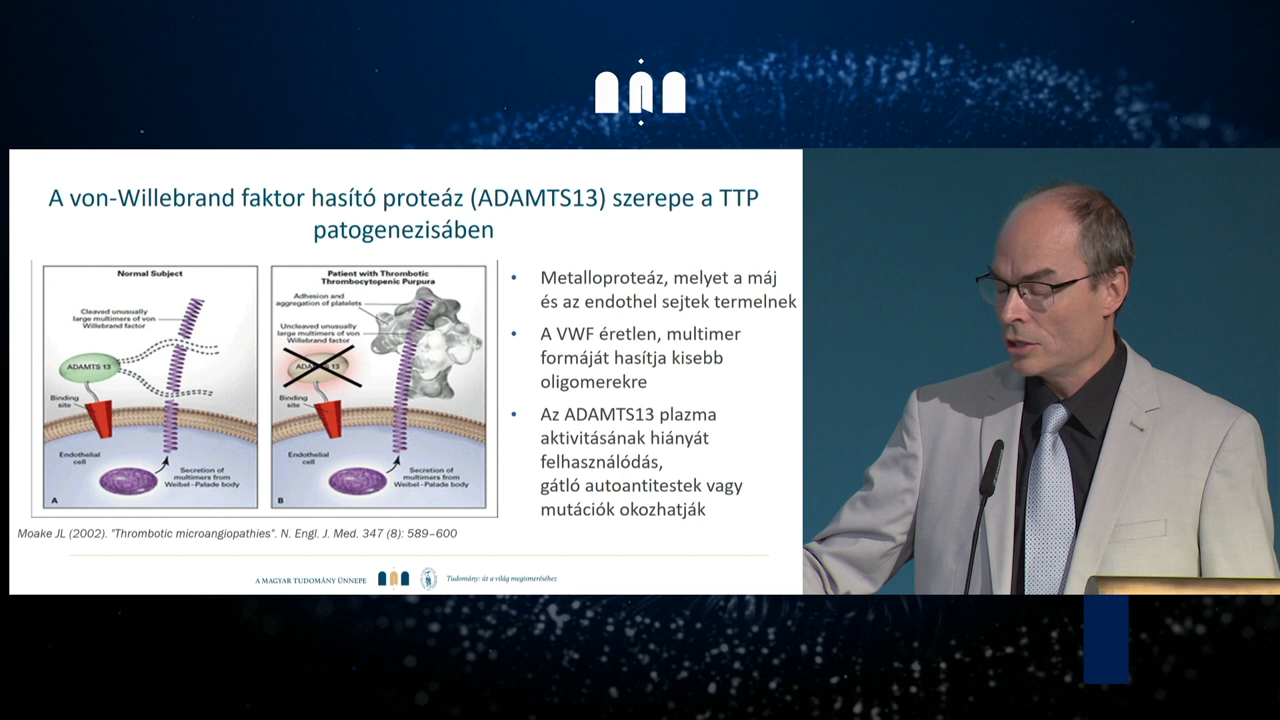 A von-Willebrand faktor hasító proteáz (ADAMTS13) szerepe a TTP
patogenezisában
Normal Subject
Cleaved unusually
large multimers of von
Willebrand factor
ADAMTS 13
Binding
site
Endothelial
cell
Secretion of
multimers from
Weibel–Palade body
A
Patient with Thrombotic
Thrombocytopenic Purpura
Adhesion and
aggregation of platelets
Uncleaved unusually
large multimers of von
Willebrand factor
Binding
site
Endothelial
cell
Secretion of
multimers from
Weibel–Palade body
B
Moake JL (2002). "Thrombotic microangiopathies". N. Engl. J. Med. 347 (8): 589–600
• Metalloproteáz, melyet a máj
és az endothel sejtek termelnek
• A VWF éretlen, multimer
formáját hasítja kisebb
oligomerekre
• Az ADAMTS13 plazma
aktivitásának hiányát
felhasználódás,
gátló autoantitestek vagy
mutációk okozhatják
A MAGYAR TUDOMÁNY ÜNNEPE
Tudomány: út a világ megismeréséhez